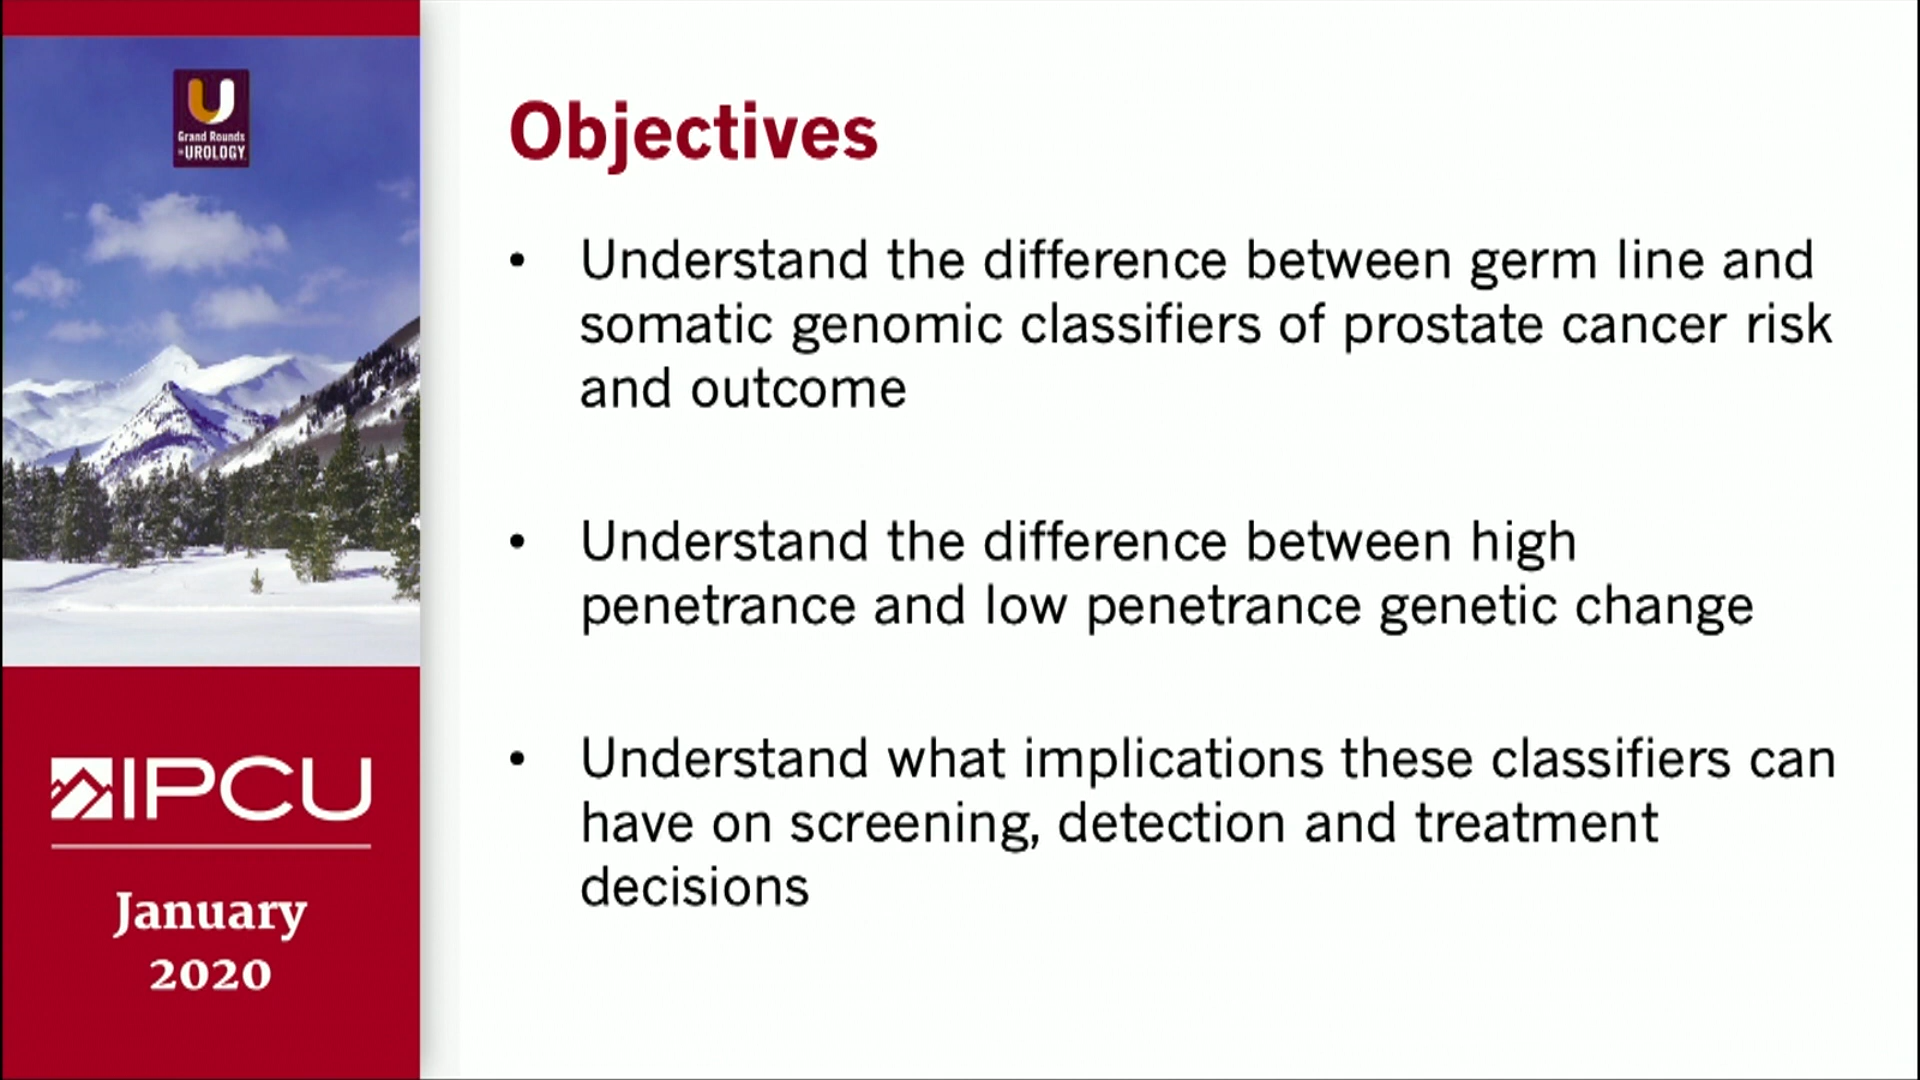 Grand Rounds
in UROLOGY
IPCU
January
2020
Objectives
• Understand the difference between germ line and
somatic genomic classifiers of prostate cancer risk
and outcome
• Understand the difference between high
penetrance and low penetrance genetic change
• Understand what implications these classifiers can
have on screening, detection and treatment
decisions